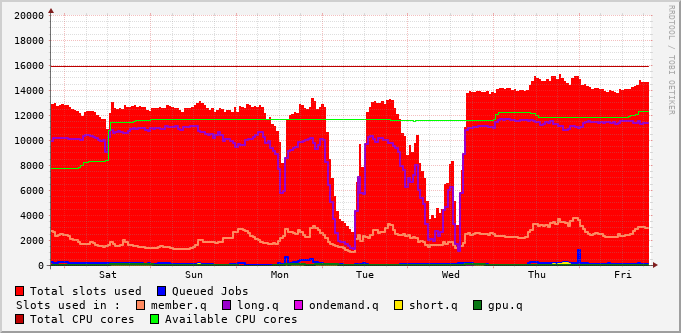 RRDTOOL / TOBI OETIKER
20000
18000
16000
14000
12000
10000
8000
6000
4000
2000
0
Sat Sun Mon Tue Wed Thu Fri
Total slots used Queued Jobs
Slots used in : member.q long.q ondemand.q short.q gpu.q
Total CPU cores Available CPU cores